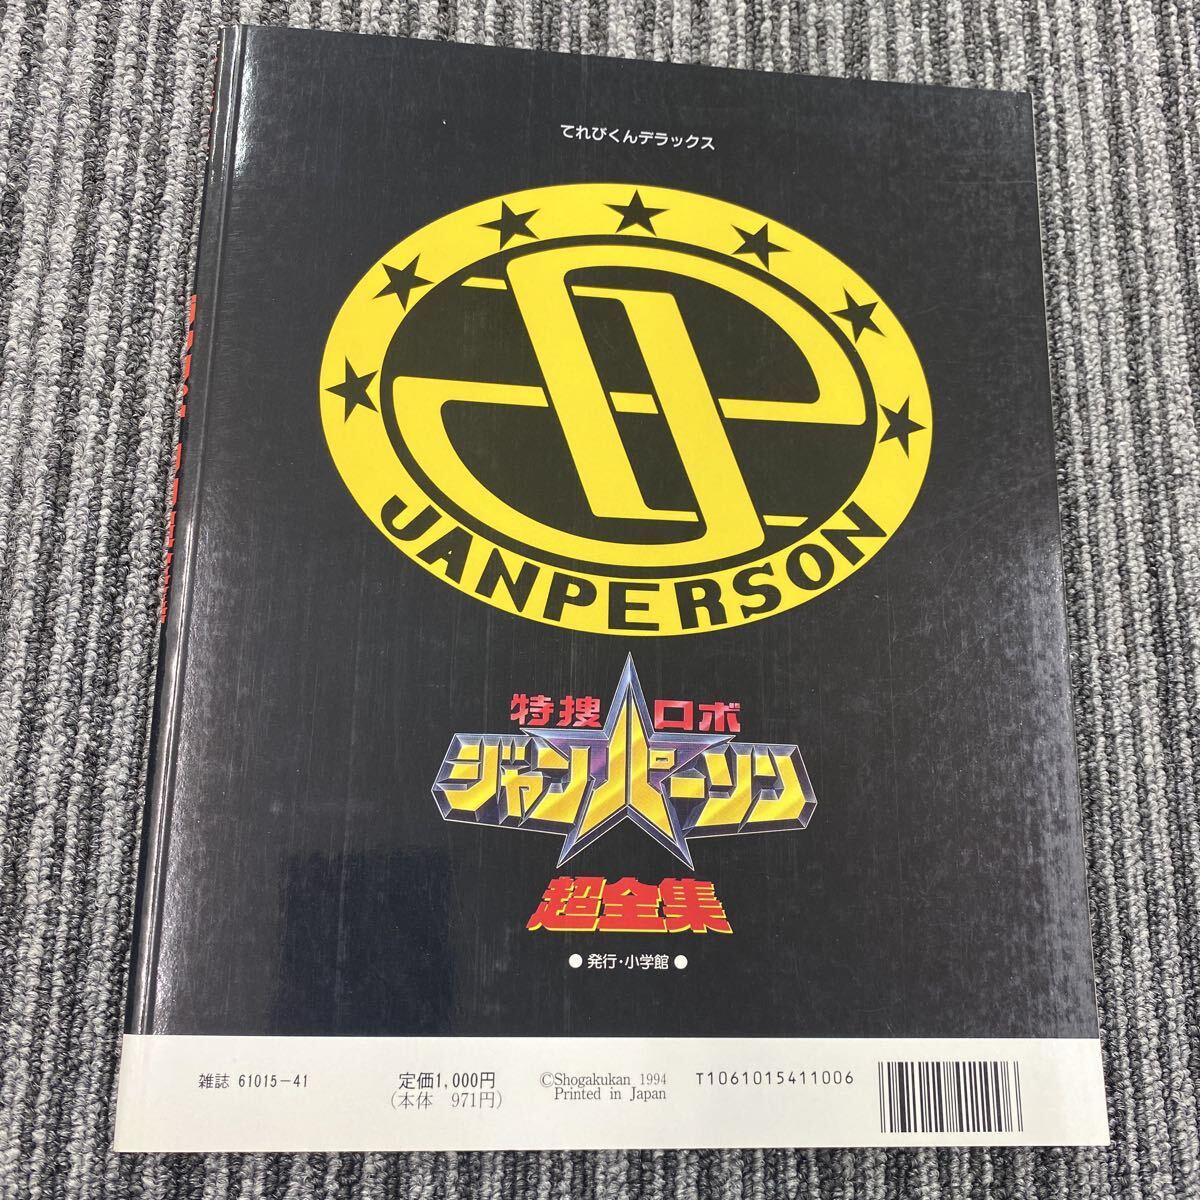 てれびくんデラックス
JANPERSON
特捜ロボ
ジャンパーソン
超全集
●発行・小学館●
雑誌 61015-41
定価1,000円
(本体 971円)
©Shogakukan 1994
Printed in Japan
T1061015411006